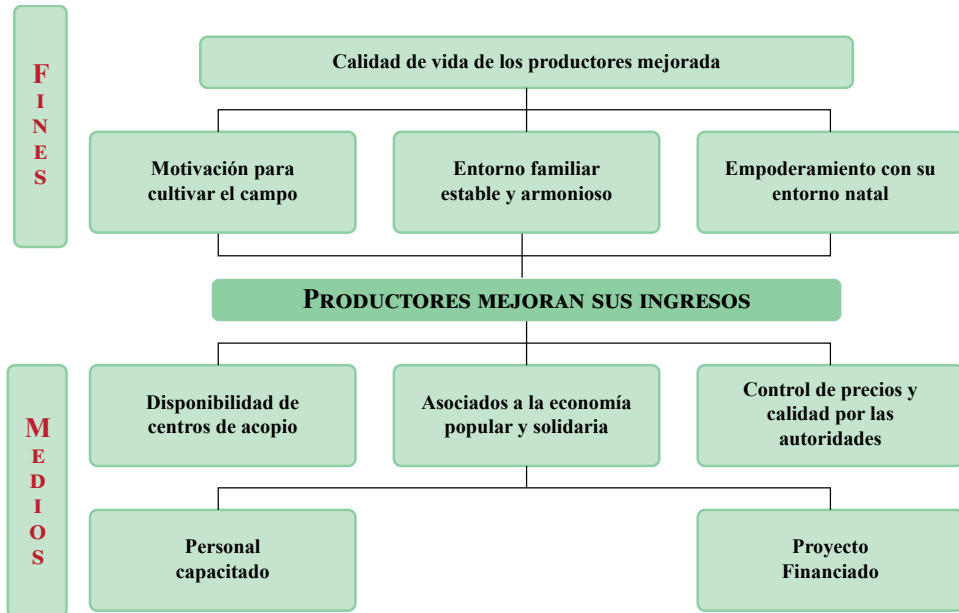 FINES
Calidad de vida de los productores mejorada
Motivación para
cultivar el campo
Entorno familiar
estable y armonioso
Empoderamiento con su
entorno natal
PRODUCTORES MEJORAN SUS INGRESOS
MEDIOS
Disponibilidad de
centros de acopio
Asociados a la economía
popular y solidaria
Control de precios y
calidad por las
autoridades
Personal
capacitado
Proyecto
Financiado